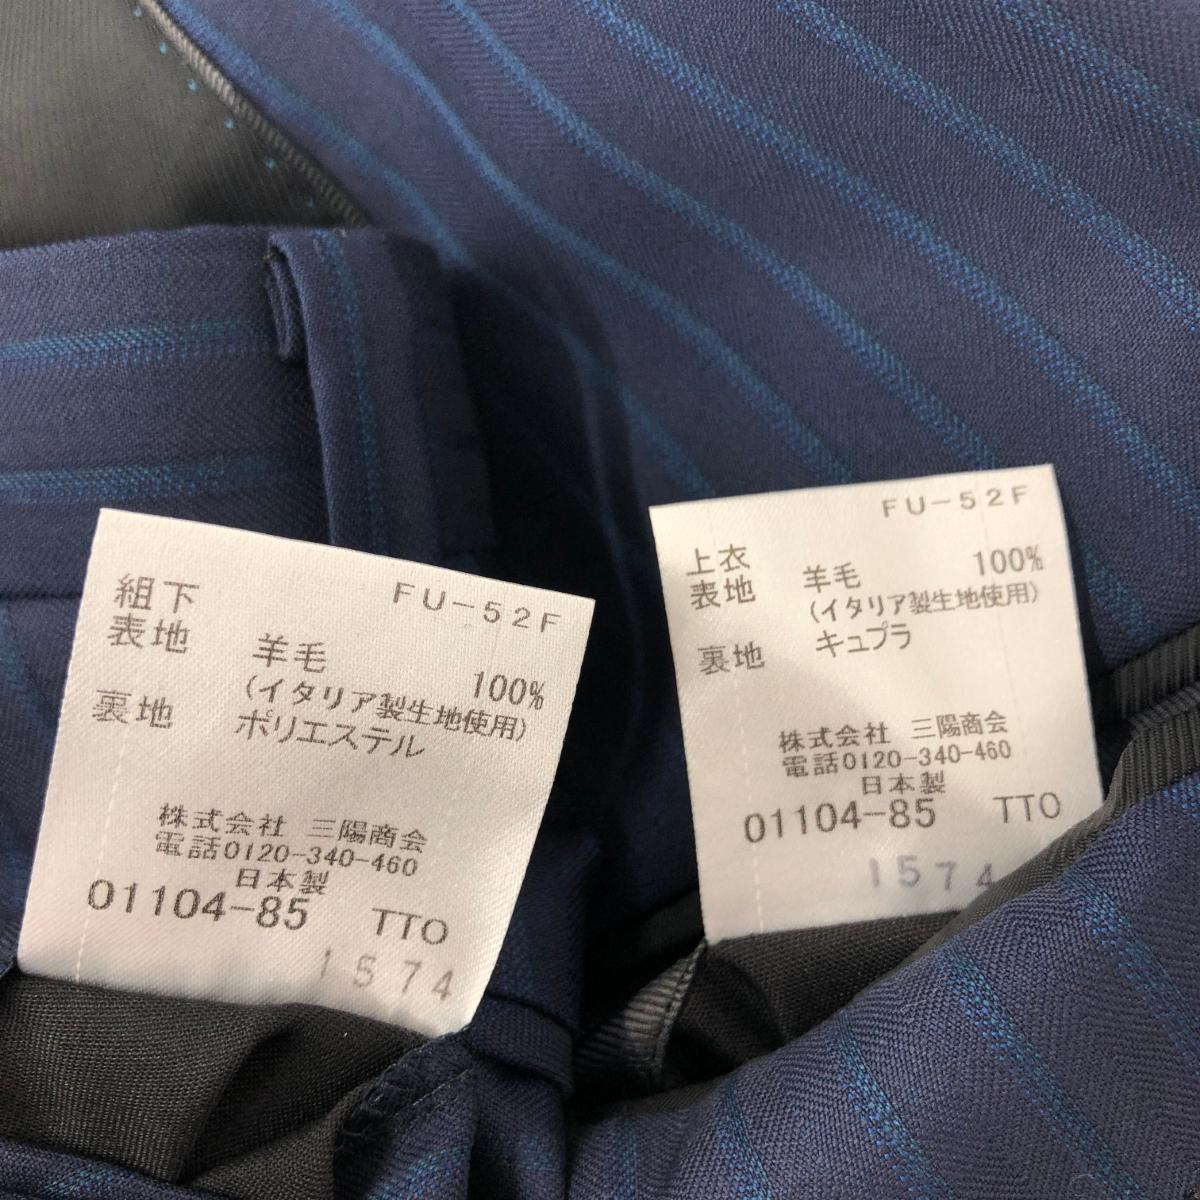 FU-52F
組下
表地
羊毛 100%
(イタリア製生地使用)
裏地
ポリエステル
株式会社 三陽商会
電話0120-340-460
日本製
01104-85 TTO
1574
FU-52F
上衣
表地
羊毛 100%
(イタリア製生地使用)
裏地
キュプラ
株式会社 三陽商会
電話0120-340-460
日本製
01104-85 TTO
1574